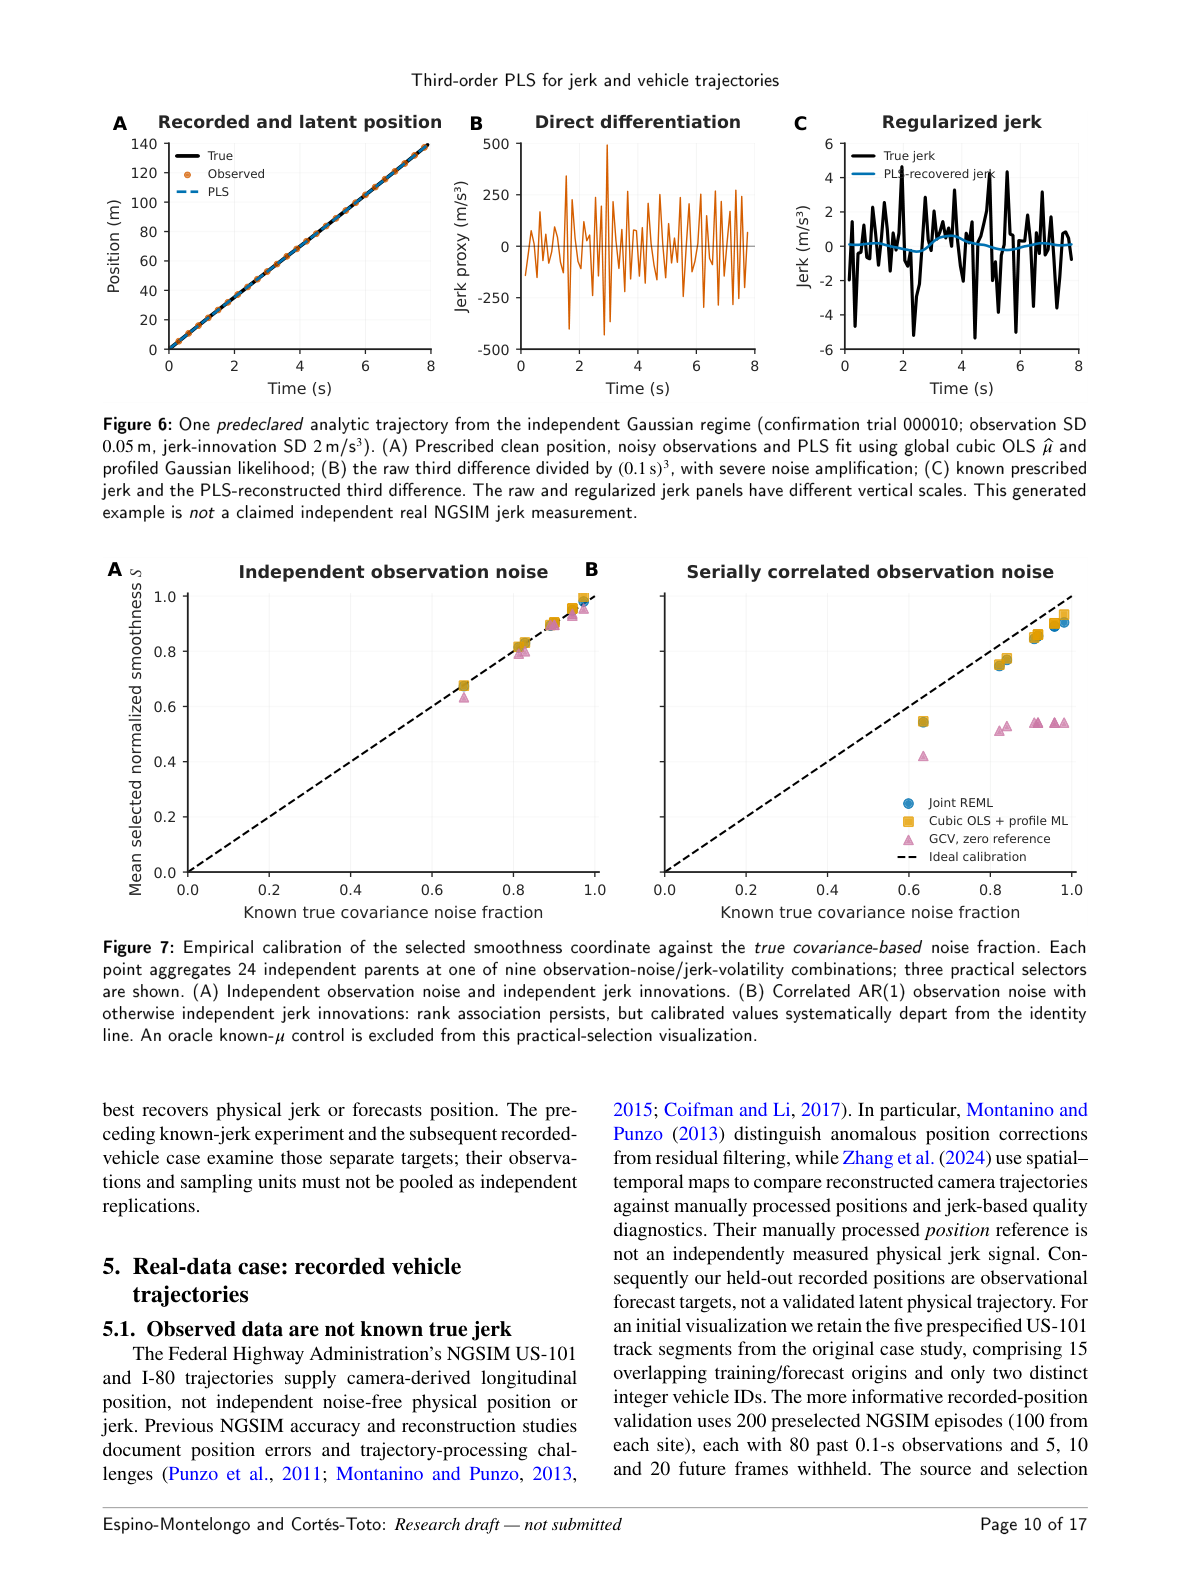 Third-order PLS for jerk and vehicle trajectories
A
Recorded and latent position
True
Observed
PLS
Position (m)
140
120
100
80
60
40
20
0
0 2 4 6 8
Time (s)
B
Direct differentiation
Jerk proxy (m/s³)
500
250
0
-250
-500
0 2 4 6 8
Time (s)
C
Regularized jerk
True jerk
PLS-recovered jerk
Jerk (m/s³)
6
4
2
0
-2
-4
-6
0 2 4 6 8
Time (s)
Figure 6: One predeclared analytic trajectory from the independent Gaussian regime (confirmation trial 000010; observation SD
0.05 m, jerk-innovation SD 2 m/s³). (A) Prescribed clean position, noisy observations and PLS fit using global cubic OLS μ̂ and
profiled Gaussian likelihood; (B) the raw third difference divided by (0.1 s)³, with severe noise amplification; (C) known prescribed
jerk and the PLS-reconstructed third difference. The raw and regularized jerk panels have different vertical scales. This generated
example is not a claimed independent real NGSIM jerk measurement.
A
Independent observation noise
Mean selected normalized smoothness S
1.0
0.8
0.6
0.4
0.2
0.0
0.0 0.2 0.4 0.6 0.8 1.0
Known true covariance noise fraction
B
Serially correlated observation noise
Joint REML
Cubic OLS + profile ML
GCV, zero reference
Ideal calibration
0.0 0.2 0.4 0.6 0.8 1.0
Known true covariance noise fraction
Figure 7: Empirical calibration of the selected smoothness coordinate against the true covariance-based noise fraction. Each
point aggregates 24 independent parents at one of nine observation-noise/jerk-volatility combinations; three practical selectors
are shown. (A) Independent observation noise and independent jerk innovations. (B) Correlated AR(1) observation noise with
otherwise independent jerk innovations: rank association persists, but calibrated values systematically depart from the identity
line. An oracle known-μ control is excluded from this practical-selection visualization.
best recovers physical jerk or forecasts position. The pre-
ceding known-jerk experiment and the subsequent recorded-
vehicle case examine those separate targets; their observa-
tions and sampling units must not be pooled as independent
replications.
5. Real-data case: recorded vehicle
trajectories
5.1. Observed data are not known true jerk
The Federal Highway Administration's NGSIM US-101
and I-80 trajectories supply camera-derived longitudinal
position, not independent noise-free physical position or
jerk. Previous NGSIM accuracy and reconstruction studies
document position errors and trajectory-processing chal-
lenges (Punzo et al., 2011; Montanino and Punzo, 2013,
2015; Coifman and Li, 2017). In particular, Montanino and
Punzo (2013) distinguish anomalous position corrections
from residual filtering, while Zhang et al. (2024) use spatial–
temporal maps to compare reconstructed camera trajectories
against manually processed positions and jerk-based quality
diagnostics. Their manually processed position reference is
not an independently measured physical jerk signal. Con-
sequently our held-out recorded positions are observational
forecast targets, not a validated latent physical trajectory. For
an initial visualization we retain the five prespecified US-101
track segments from the original case study, comprising 15
overlapping training/forecast origins and only two distinct
integer vehicle IDs. The more informative recorded-position
validation uses 200 preselected NGSIM episodes (100 from
each site), each with 80 past 0.1-s observations and 5, 10
and 20 future frames withheld. The source and selection
Espino-Montelongo and Cortés-Toto: Research draft — not submitted
Page 10 of 17